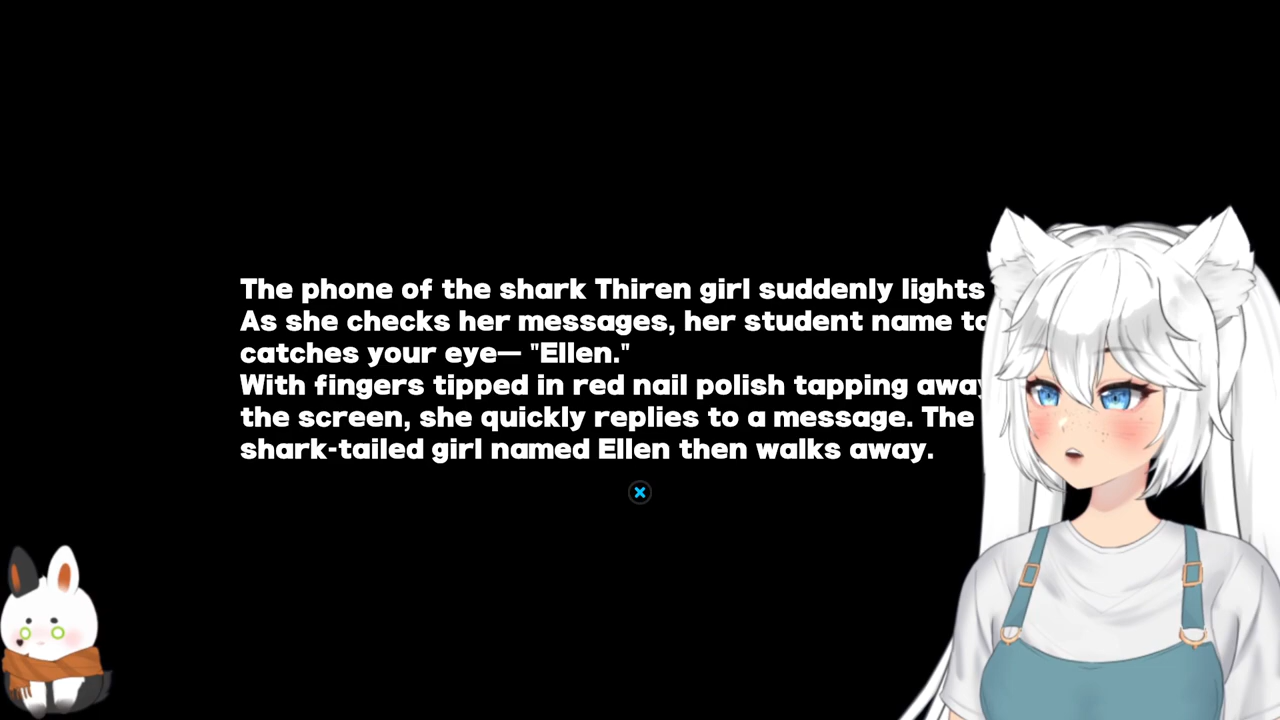 The phone of the shark Thiren girl suddenly lights
As she checks her messages, her student name
catches your eye— "Ellen."
With fingers tipped in red nail polish tapping
the screen, she quickly replies to a message. The
shark-tailed girl named Ellen then walks away.